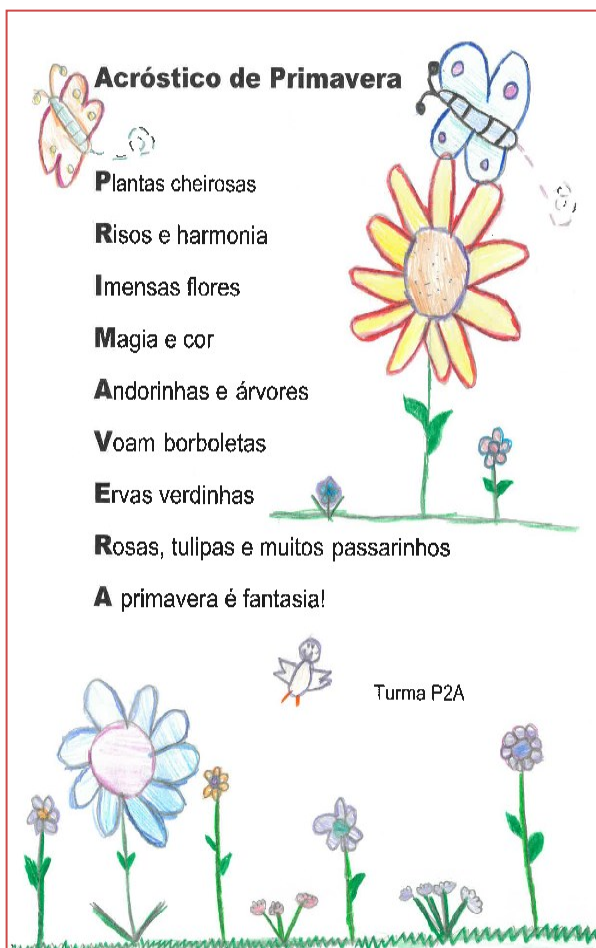 Acróstico de Primavera
Plantas cheirosas
Risos e harmonia
Imensas flores
Magia e cor
Andorinhas e árvores
Voam borboletas
Ervas verdinhas
Rosas, tulipas e muitos passarinhos
A primavera é fantasia!
Turma P2A